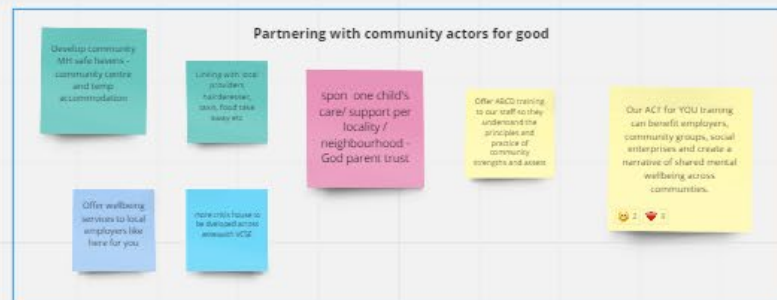 Partnering with community actors for good
Develop community
MH safe havens -
community centre
and temp
accommodation
Linking with local
providers
hairdresser,
food take
away etc
spon one child's
care/ support per
locality /
neighbourhood -
God parent trust
Offer ABCD training
to our staff so they
understand the
principles and
practice of
community
strengths and assets
Our ACT for YOU training
can benefit employers,
community groups, social
enterprises and create a
narrative of shared mental
wellbeing across
communities.
2 3
Offer wellbeing
services to local
employers like
here for you
more crisis house to
be developed across
VCSE